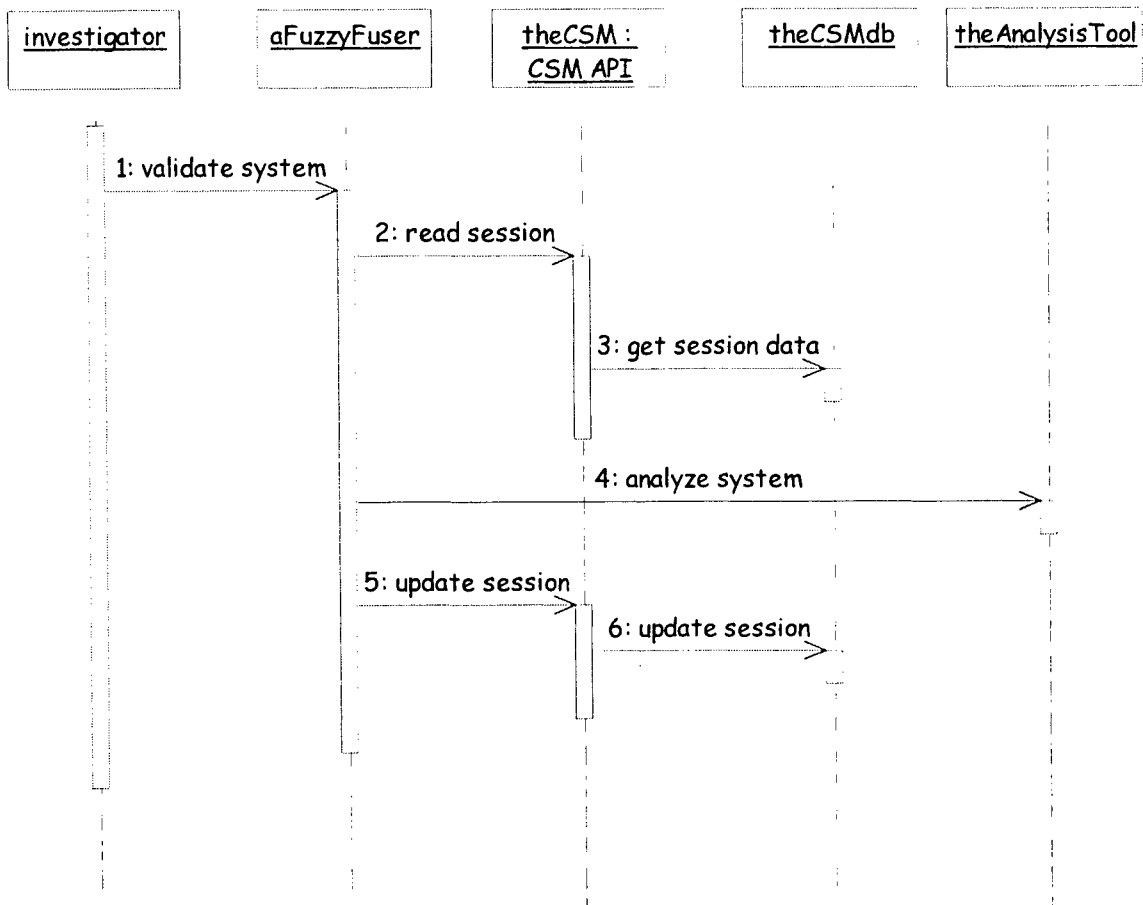 investigator
aFuzzyFuser
theCSM :
CSM API
theCSMdb
theAnalysisTool
1: validate system
2: read session
3: get session data
4: analyze system
5: update session
6: update session